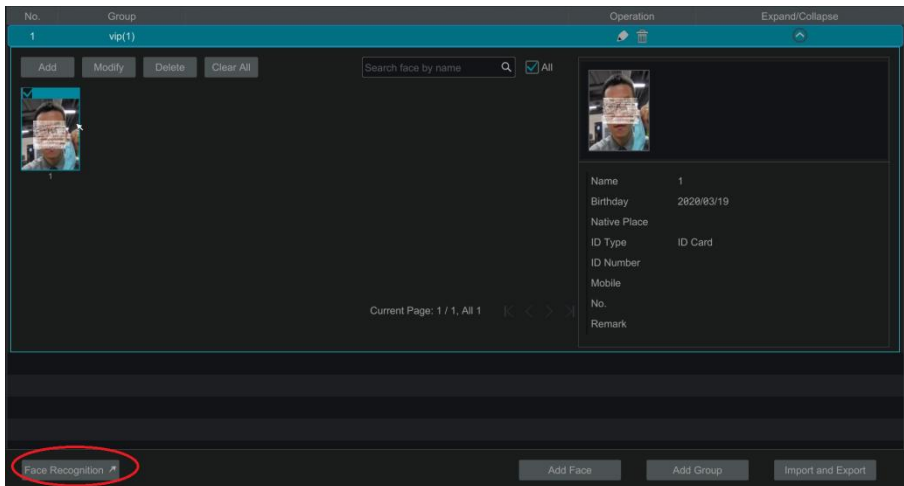 No. Group Operation Expand/Collapse
1 vip(1)
Add Modify Delete Clear All Search face by name All
1
Name 1
Birthday 2020/03/19
Native Place
ID Type ID Card
ID Number
Mobile
No.
Remark
Current Page: 1 / 1, All 1
Face Recognition Add Face Add Group Import and Export